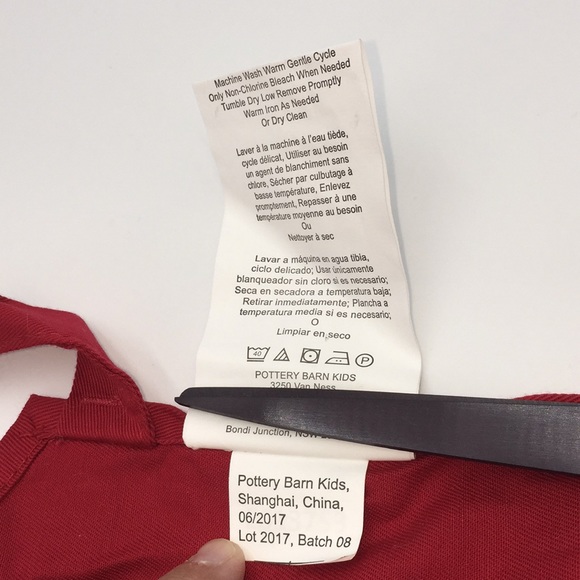 Machine Wash Warm Gentle Cycle
Only Non-Chlorine Bleach When Needed
Tumble Dry Low Remove Promptly
Warm Iron As Needed
Or Dry Clean
Laver à la machine à l'eau tiède,
cycle délicat, Utiliser au besoin
un agent de blanchiment sans
chlore, Sécher par culbutage à
basse température, Enlevez
promptement, Repasser à une
température moyenne au besoin
Ou
Nettoyer à sec
Lavar a máquina en agua tibia,
ciclo delicado; Usar únicamente
blanqueador sin cloro si es necesario;
Seca en secadora a temperatura baja;
Retirar inmediatamente; Plancha a
temperatura media si es necesario;
O
Limpiar en seco
40 P
POTTERY BARN KIDS
3250 Van Ness
Bondi Junction,
Pottery Barn Kids,
Shanghai, China,
06/2017
Lot 2017, Batch 08